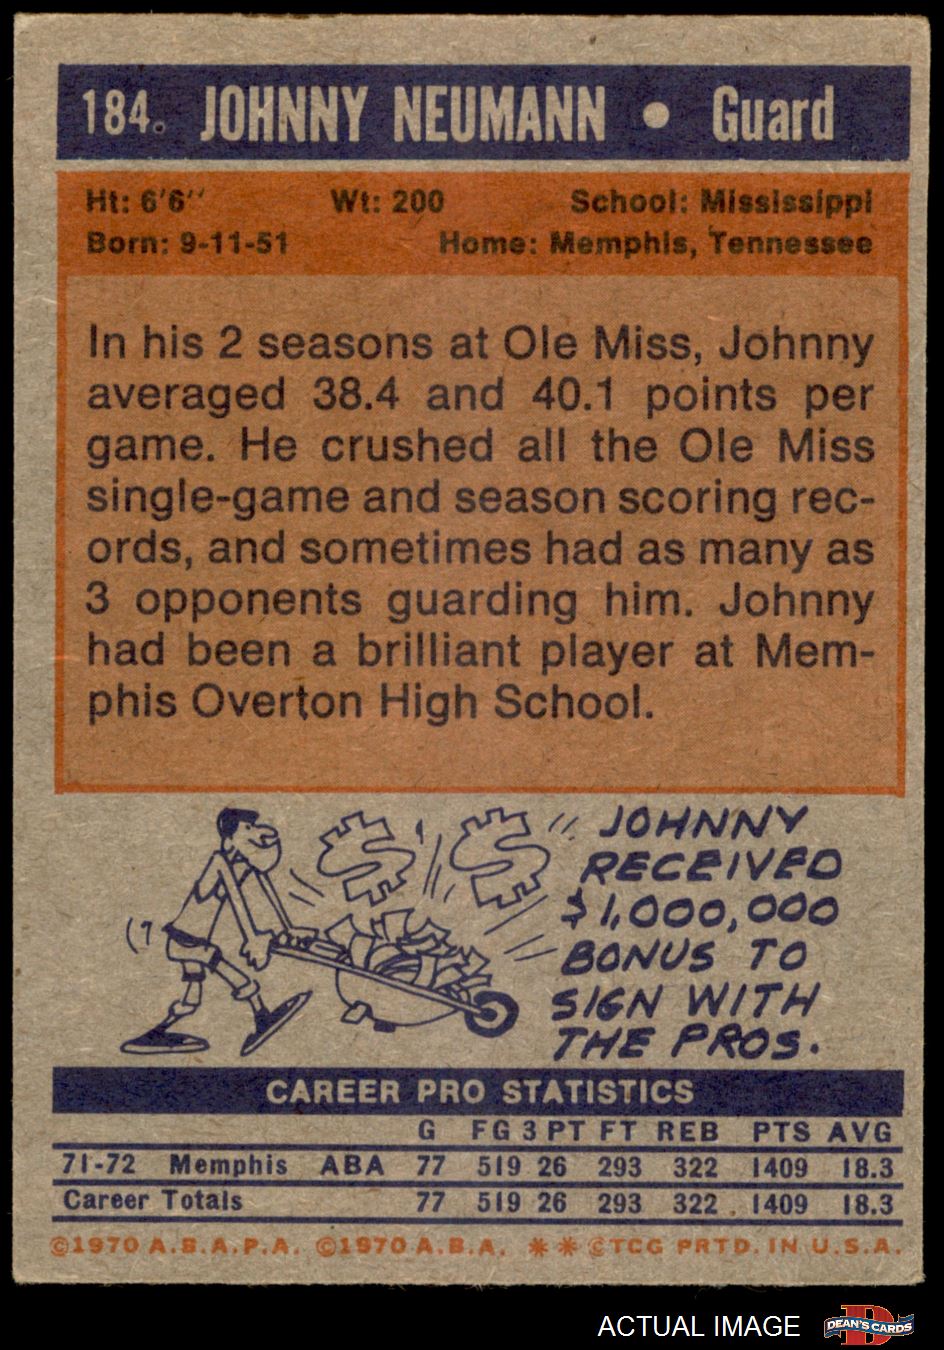 184. JOHNNY NEUMANN • Guard
Ht: 6'6'' Wt: 200 School: Mississippi
Born: 9-11-51 Home: Memphis, Tennessee
In his 2 seasons at Ole Miss, Johnny
averaged 38.4 and 40.1 points per
game. He crushed all the Ole Miss
single-game and season scoring rec-
ords, and sometimes had as many as
3 opponents guarding him. Johnny
had been a brilliant player at Mem-
phis Overton High School.
$ $
JOHNNY
RECEIVED
$1,000,000
BONUS TO
SIGN WITH
THE PROS.
CAREER PRO STATISTICS
G FG 3 PT FT REB PTS AVG
71-72 Memphis ABA 77 519 26 293 322 1409 18.3
Career Totals 77 519 26 293 322 1409 18.3
©1970 A.B.A.P.A. ©1970 A.B.A. ** ©TCG PRTD. IN U.S.A.
ACTUAL IMAGE D DEAN'S CARDS